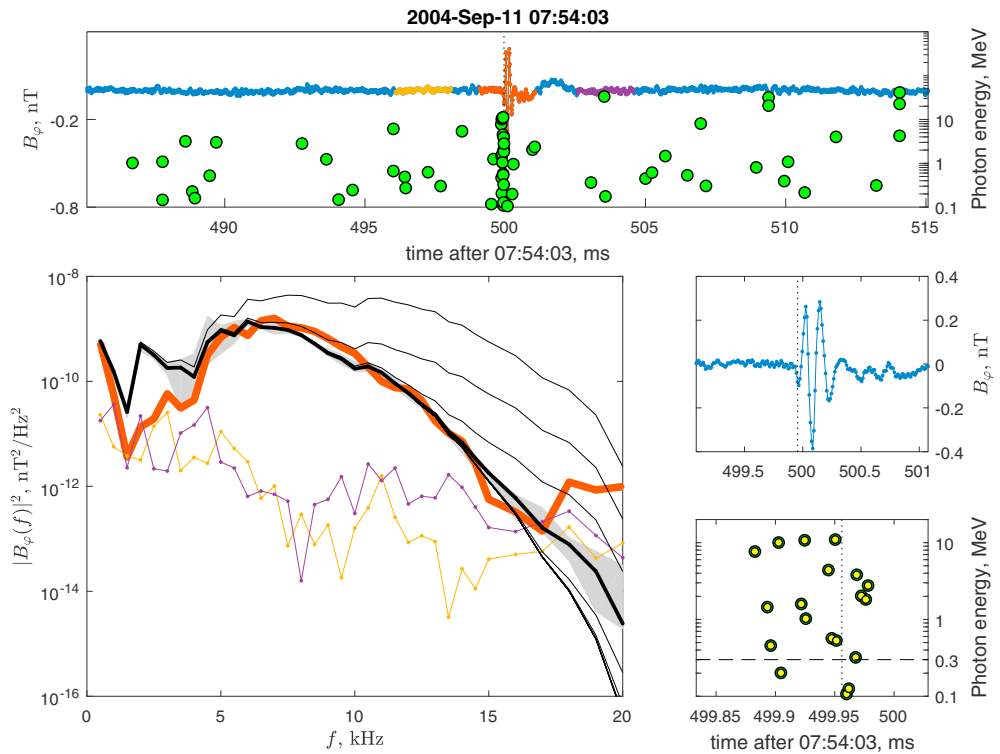 2004-Sep-11 07:54:03
B_φ, nT
-0.2
-0.8
10
1
0.1
Photon energy, MeV
490 495 500 505 510 515
time after 07:54:03, ms
|B_φ(f)|², nT²/Hz²
10⁻⁸
10⁻¹⁰
10⁻¹²
10⁻¹⁴
10⁻¹⁶
0 5 10 15 20
f, kHz
0.4
0.2
0
-0.2
-0.4
B_φ, nT
499.5 500 500.5 501
10
1
0.3
0.1
Photon energy, MeV
499.85 499.9 499.95 500
time after 07:54:03, ms